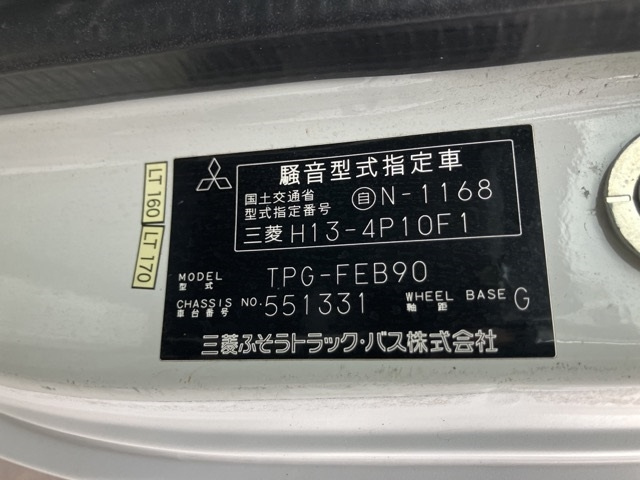 騒音型式指定車
国土交通省
型式指定番号
自 N-1168
三菱 H13-4P10F1
LT 160
LT 170
MODEL
型式
TPG-FEB90
CHASSIS NO.
車台番号
551331
WHEEL BASE
軸距
G
三菱ふそうトラック・バス株式会社